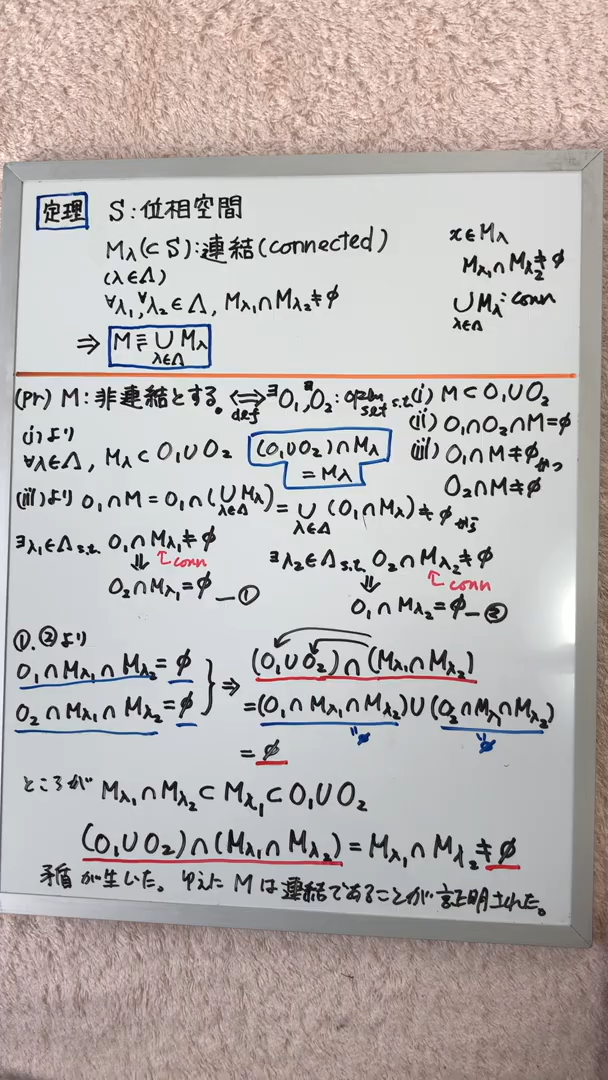 定理 S:位相空間
Mλ(⊂S):連結(connected)
(λ∈Λ)
∀λ₁,∀λ₂∈Λ, Mλ₁∩Mλ₂≠φ
⇒ M≡∪Mλ
λ∈Λ
x∈Mλ
Mλ₁∩Mλ₂≠φ
∪Mλ:conn
λ∈Λ
(Pr) M:非連結とする。⇔ ∃O₁,∃O₂:open set s.t. (i) M⊂O₁∪O₂
def
(ii) O₁∩O₂∩M=φ
(iii) O₁∩M≠φ かつ
O₂∩M≠φ
(i)より
∀λ∈Λ, Mλ⊂O₁∪O₂
(O₁∪O₂)∩Mλ
=Mλ
(iii)より O₁∩M=O₁∩(∪Mλ)=∪(O₁∩Mλ)≠φ から
λ∈Λ λ∈Λ
∃λ₁∈Λ s.t. O₁∩Mλ₁≠φ
⇓ ↑conn
O₂∩Mλ₁=φ —①
∃λ₂∈Λ s.t. O₂∩Mλ₂≠φ
⇓ ↑conn
O₁∩Mλ₂=φ—②
①,②より
O₁∩Mλ₁∩Mλ₂=φ
O₂∩Mλ₁∩Mλ₂=φ
⇒ (O₁∪O₂)∩(Mλ₁∩Mλ₂)
=(O₁∩Mλ₁∩Mλ₂)∪(O₂∩Mλ₁∩Mλ₂)
"φ "φ
=φ
ところが Mλ₁∩Mλ₂⊂Mλ₁⊂O₁∪O₂
(O₁∪O₂)∩(Mλ₁∩Mλ₂)=Mλ₁∩Mλ₂≠φ
矛盾が生いた。ゆえに Mは連結であることが証明された。